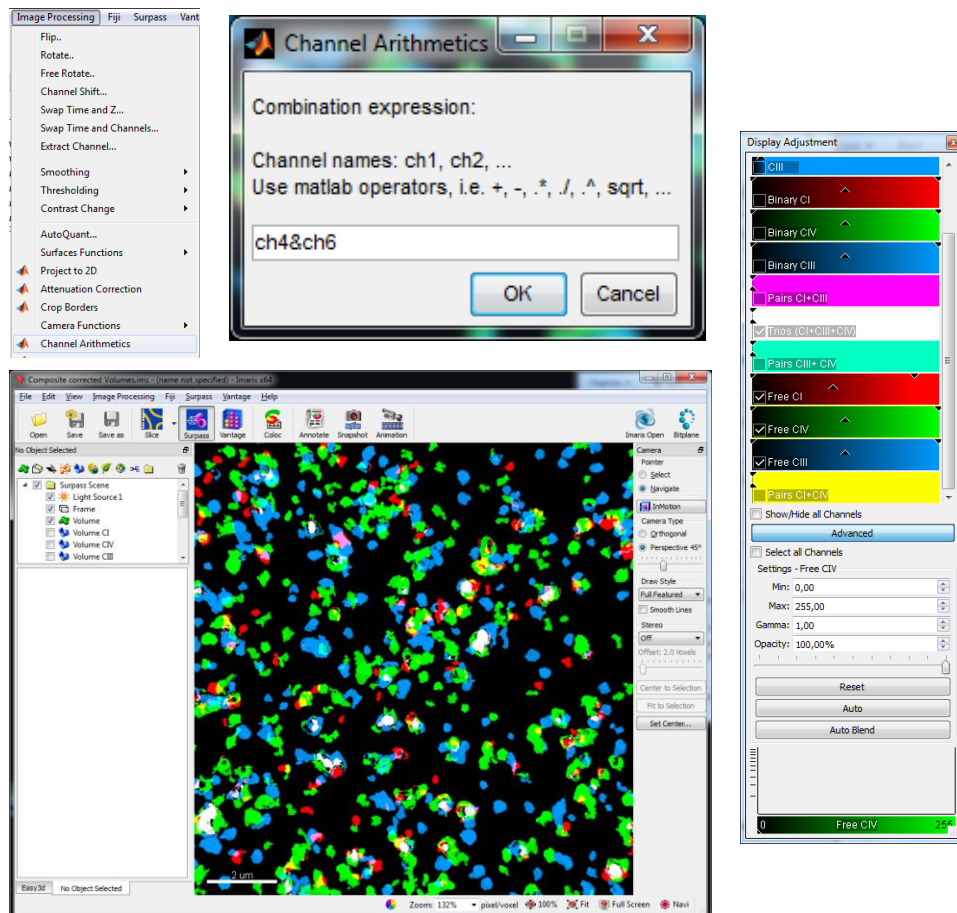 Image Processing Fiji Surpass Vant
Flip..
Rotate..
Free Rotate..
Channel Shift...
Swap Time and Z...
Swap Time and Channels...
Extract Channel...
Smoothing
Thresholding
Contrast Change
AutoQuant...
Surfaces Functions
Project to 2D
Attenuation Correction
Crop Borders
Camera Functions
Channel Arithmetics
Channel Arithmetics
Combination expression:
Channel names: ch1, ch2, ...
Use matlab operators, i.e. +, -, .*, ./, .^, sqrt, ...
ch4&ch6
OK Cancel
Display Adjustment
CIII
Binary CI
Binary CIV
Binary CIII
Pairs CI+CIII
Trios (CI+CIII+CIV)
Pairs CIII+ CIV
Free CI
Free CIV
Free CIII
Pairs CI+CIV
Show/Hide all Channels
Advanced
Select all Channels
Settings - Free CIV
Min: 0,00
Max: 255,00
Gamma: 1,00
Opacity: 100,00%
Reset
Auto
Auto Blend
0 Free CIV 255
Composite corrected Volumes.ims - (name not specified) - Imaris x64
File Edit View Image Processing Fiji Surpass Vantage Help
Open Save Save as Slice Surpass Vantage Coloc Annotate Snapshot Animation Imaris Open Bitplane
No Object Selected
Surpass Scene
Light Source 1
Frame
Volume
Volume CI
Volume CIV
Volume CIII
Camera
Pointer
Select
Navigate
InMotion
Camera Type
Orthogonal
Perspective 45°
Draw Style
Full Featured
Smooth Lines
Stereo
Off
Offset: 2.0 Voxels
Center to Selection
Fit to Selection
Set Center...
2 um
Easy3d No Object Selected
Zoom: 132% pixel/voxel 100% Fit Full Screen Navi